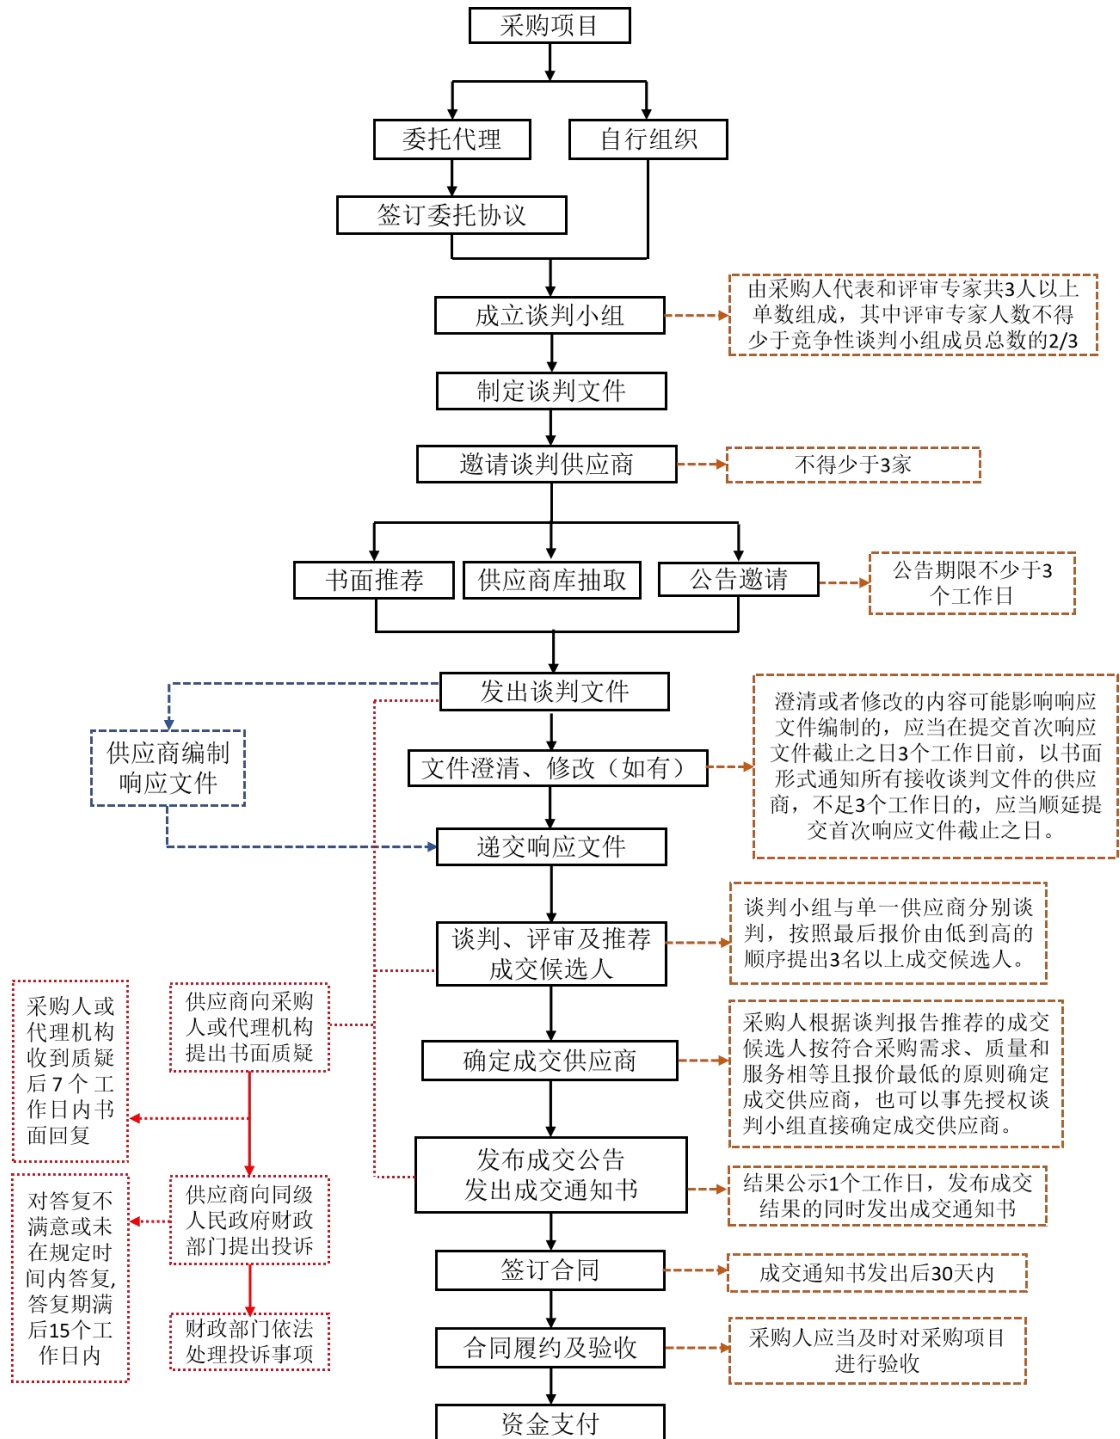 采购项目
委托代理
自行组织
签订委托协议
成立谈判小组
由采购人代表和评审专家共3人以上
单数组成，其中评审专家人数不得
少于竞争性谈判小组成员总数的2/3
制定谈判文件
邀请谈判供应商
不得少于3家
书面推荐
供应商库抽取
公告邀请
公告期限不少于3
个工作日
发出谈判文件
供应商编制
响应文件
文件澄清、修改（如有）
澄清或者修改的内容可能影响响应
文件编制的，应当在提交首次响应
文件截止之日3个工作日前，以书面
形式通知所有接收谈判文件的供应
商，不足3个工作日的，应当顺延提
交首次响应文件截止之日。
递交响应文件
谈判、评审及推荐
成交候选人
谈判小组与单一供应商分别谈
判，按照最后报价由低到高的
顺序提出3名以上成交候选人。
采购人或
代理机构
收到质疑
后7个工
作日内书
面回复
供应商向采购
人或代理机构
提出书面质疑
确定成交供应商
采购人根据谈判报告推荐的成交
候选人按符合采购需求、质量和
服务相等且报价最低的原则确定
成交供应商，也可以事先授权谈
判小组直接确定成交供应商。
发布成交公告
发出成交通知书
结果公示1个工作日，发布成交
结果的同时发出成交通知书
对答复不
满意或未
在规定时
间内答复,
答复期满
后15个工
作日内
供应商向同级
人民政府财政
部门提出投诉
财政部门依法
处理投诉事项
签订合同
成交通知书发出后30天内
合同履约及验收
采购人应当及时对采购项目
进行验收
资金支付